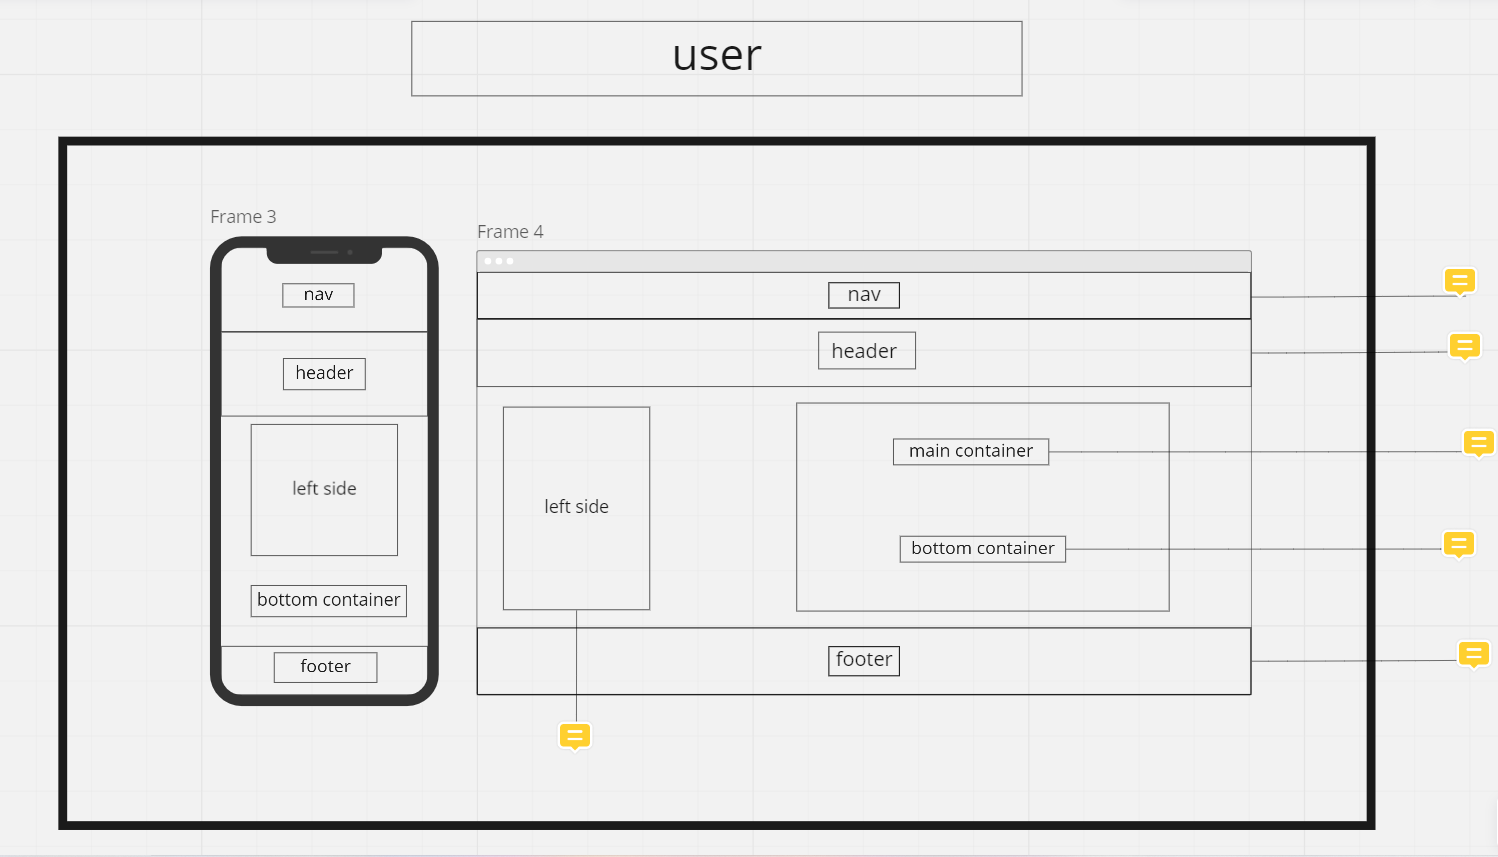 user
Frame 3
nav
header
left side
bottom container
footer
Frame 4
nav
header
left side
main container
bottom container
footer